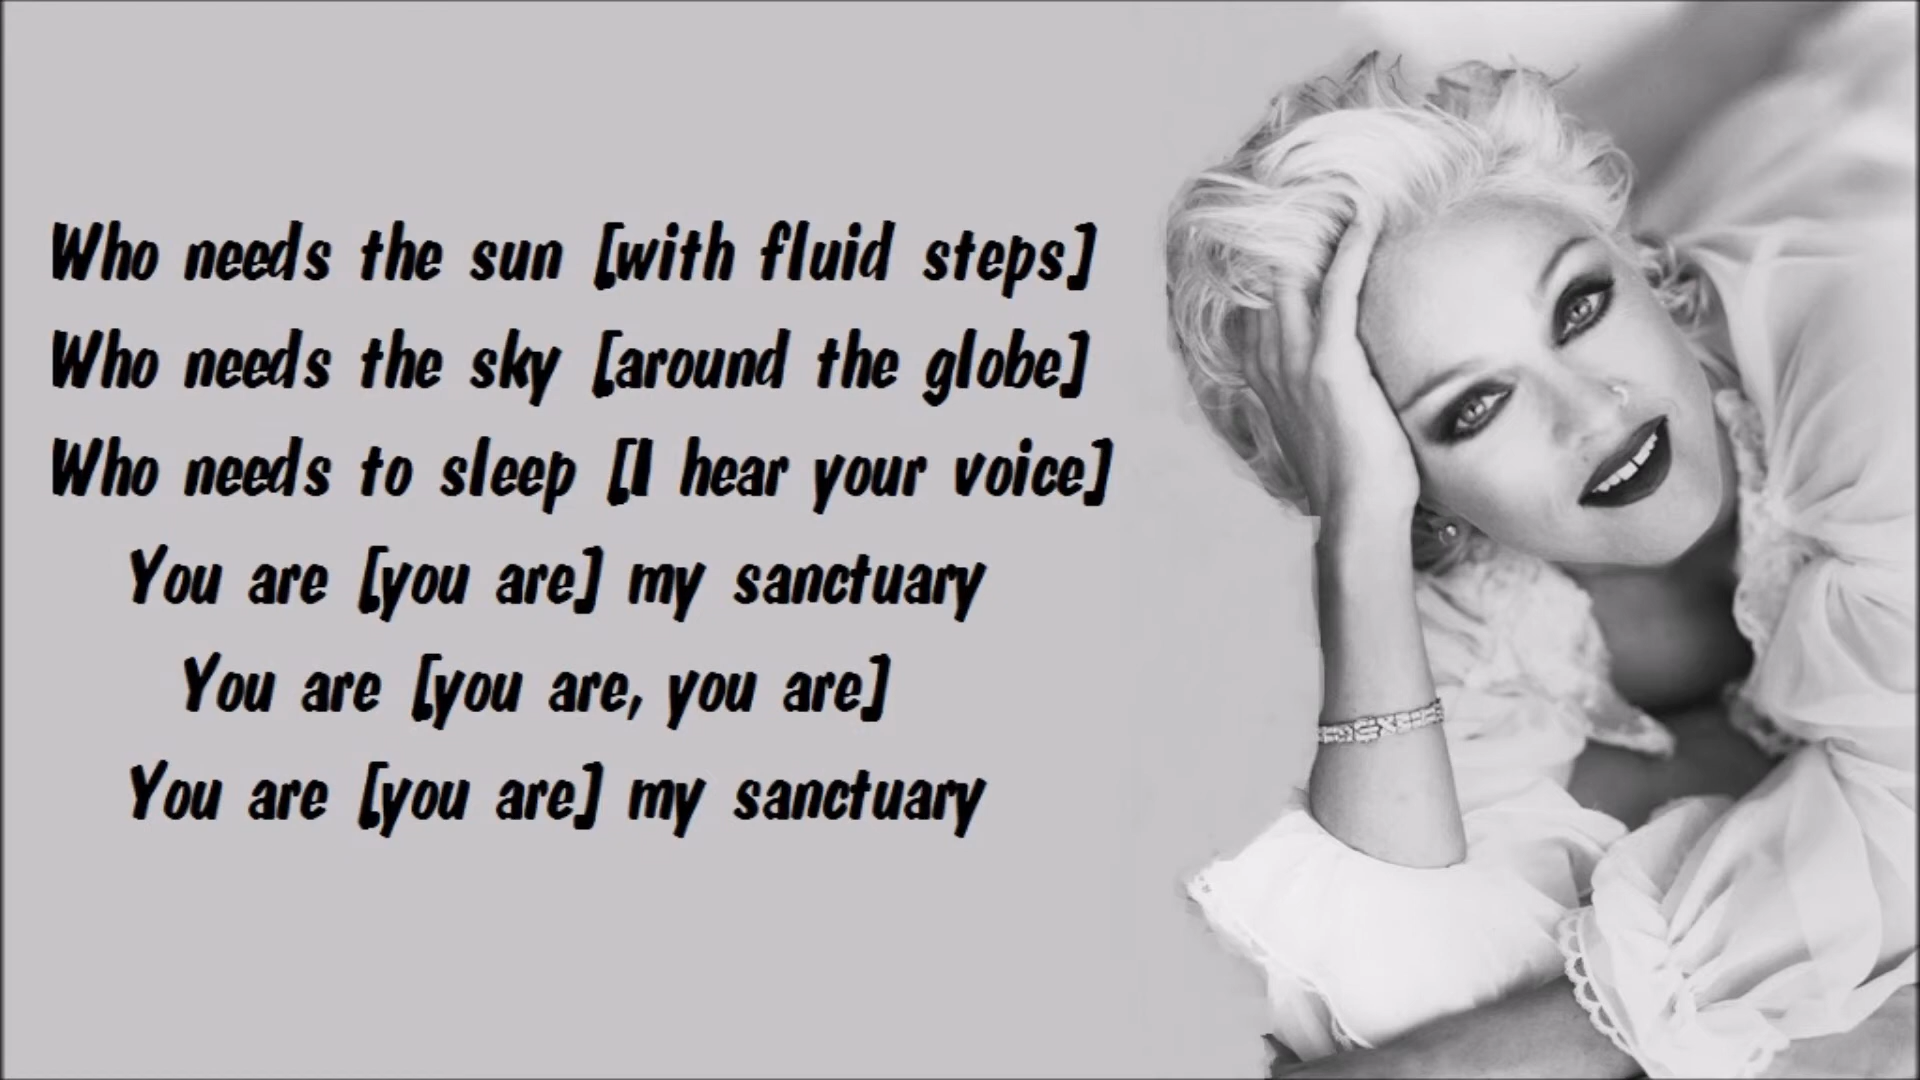 Who needs the sun [with fluid steps]
Who needs the sky [around the globe]
Who needs to sleep [I hear your voice]
You are [you are] my sanctuary
You are [you are, you are]
You are [you are] my sanctuary